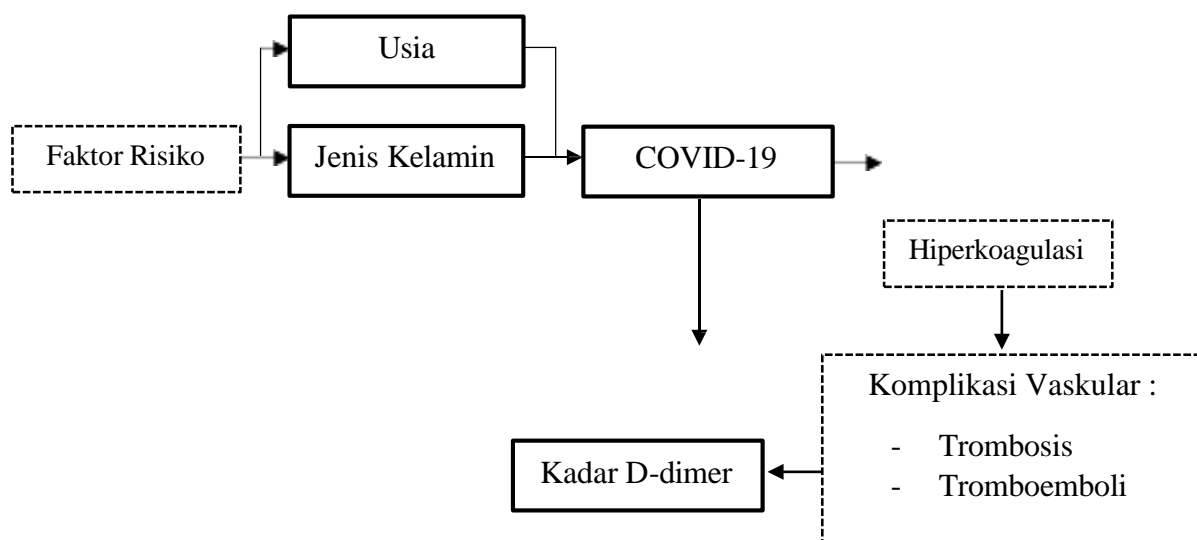 Usia
Faktor Risiko
Jenis Kelamin
COVID-19
Hiperkoagulasi
Komplikasi Vaskular :
- Trombosis
- Tromboemboli
Kadar D-dimer